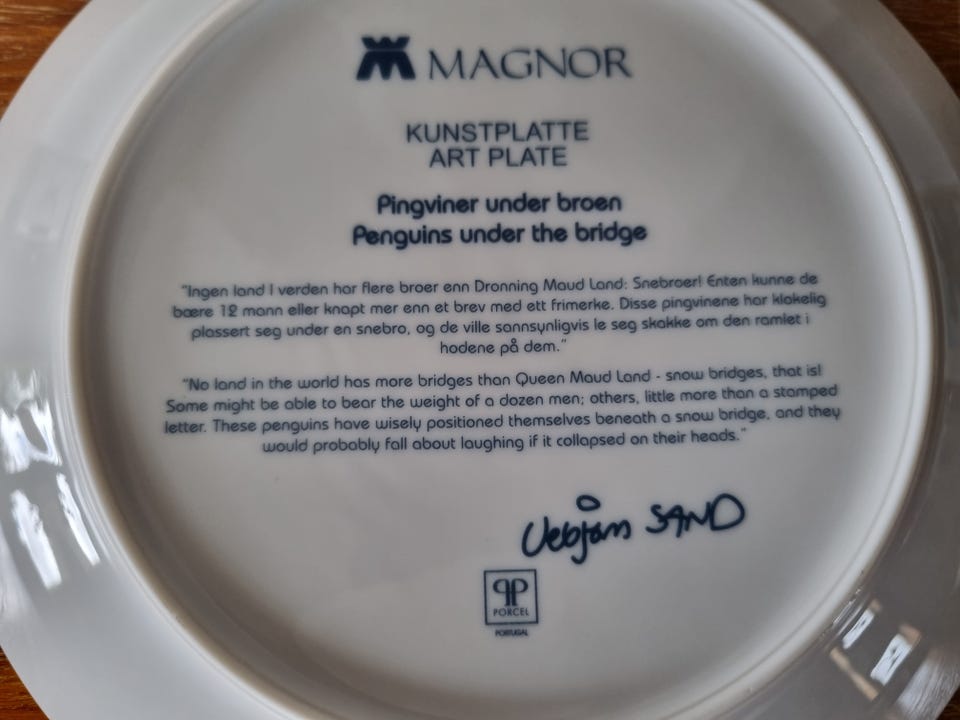 MAGNOR
KUNSTPLATTE
ART PLATE
Pingviner under broen
Penguins under the bridge
"Ingen land I verden har flere broer enn Dronning Maud Land: Snebroer! Enten kunne de
bære 12 mann eller knapt mer enn et brev med ett frimerke. Disse pingvinene har klokelig
plassert seg under en snebro, og de ville sannsynligvis le seg skakke om den ramlet i
hodene på dem."
"No land in the world has more bridges than Queen Maud Land - snow bridges, that is!
Some might be able to bear the weight of a dozen men; others, little more than a stamped
letter. These penguins have wisely positioned themselves beneath a snow bridge, and they
would probably fall about laughing if it collapsed on their heads."
Vebjørn SAND
PP
PORCEL
PORTUGAL